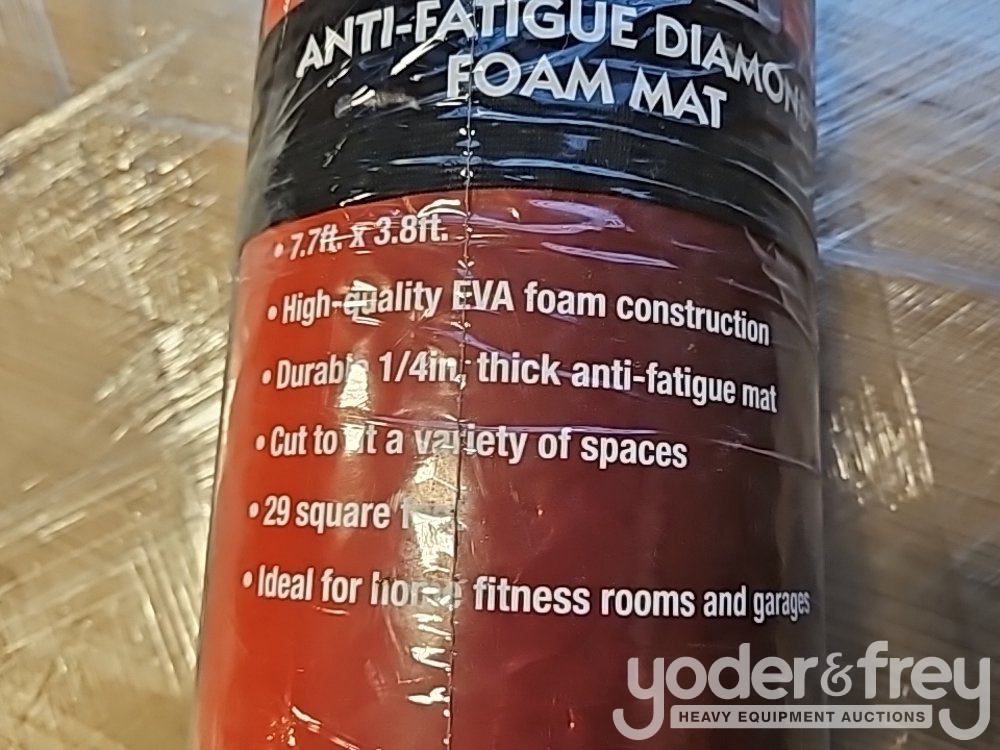 ANTI-FATIGUE DIAMOND
FOAM MAT
• 7.7ft. x 3.8ft.
• High-quality EVA foam construction
• Durable 1/4in. thick anti-fatigue mat
• Cut to fit a variety of spaces
• 29 square
• Ideal for home fitness rooms and garages
yoder&frey
HEAVY EQUIPMENT AUCTIONS